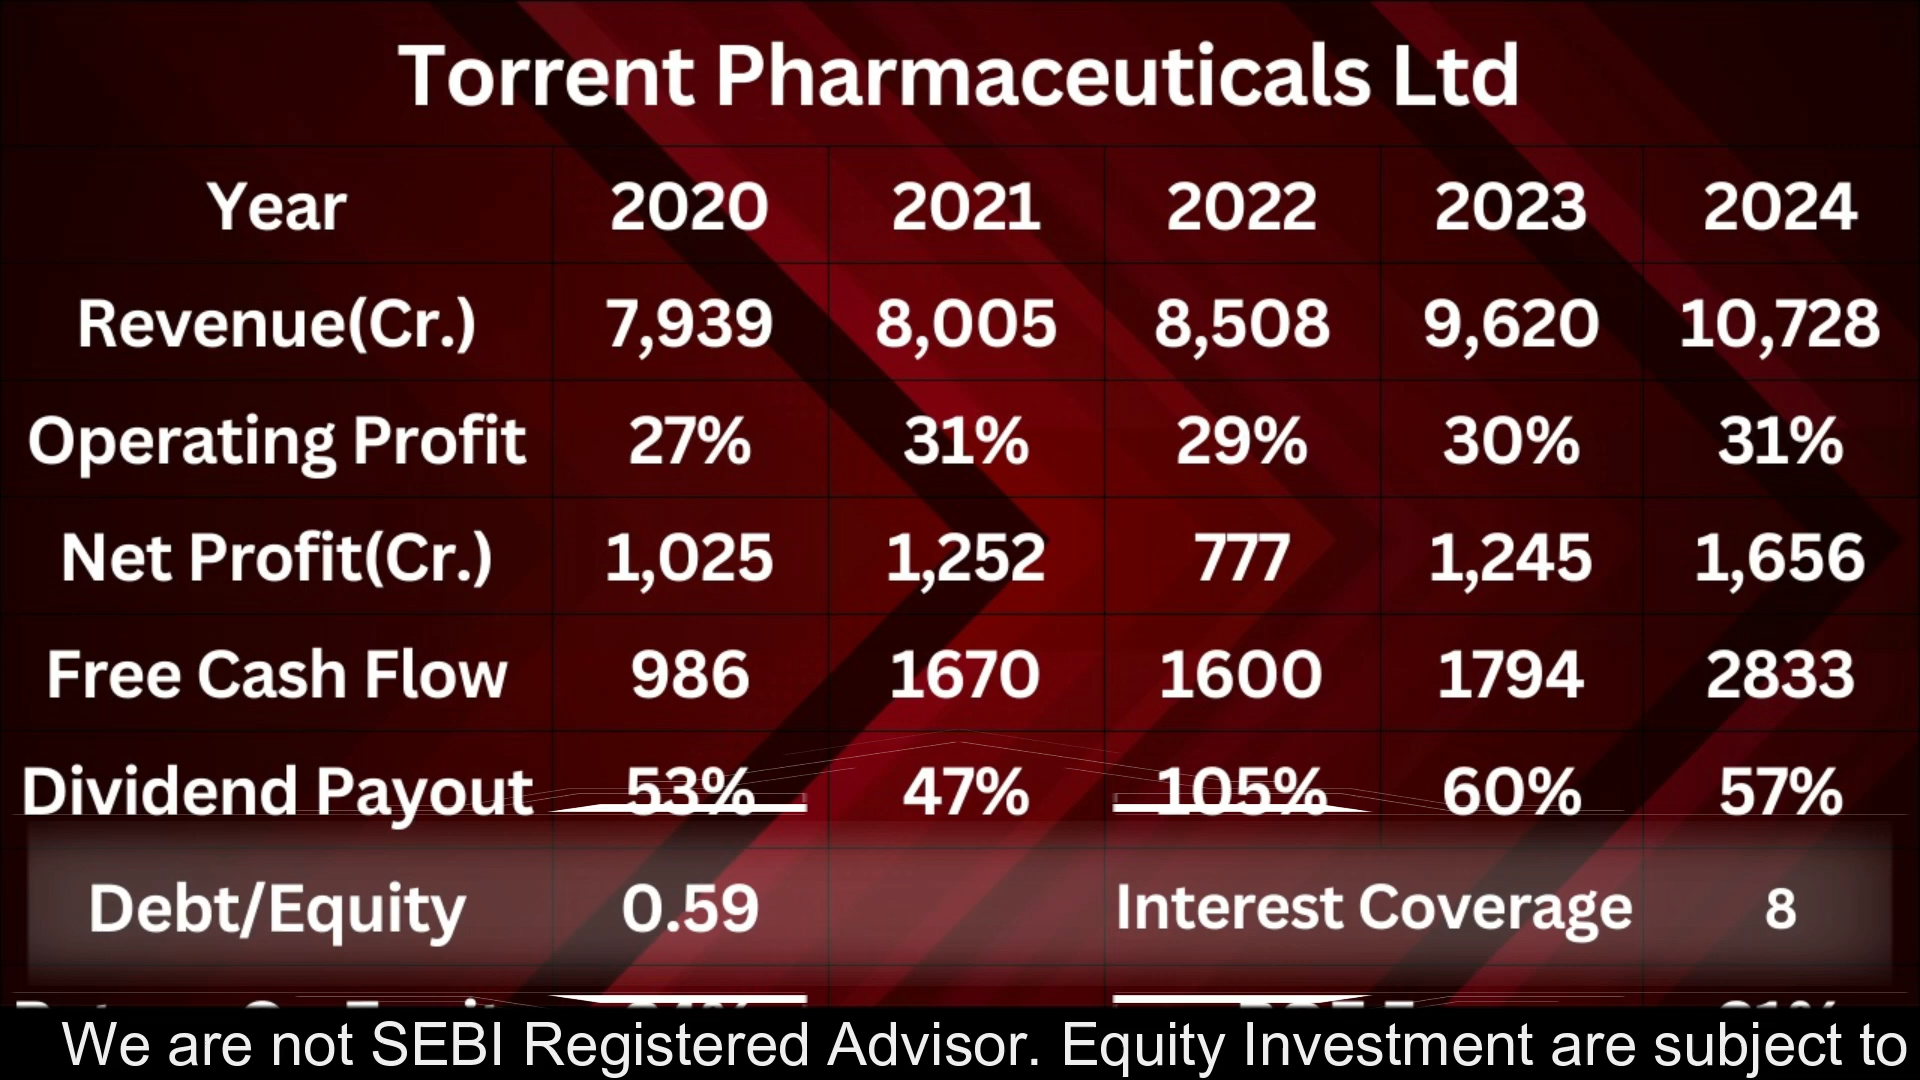 Torrent Pharmaceuticals Ltd
Year 2020 2021 2022 2023 2024
Revenue(Cr.) 7,939 8,005 8,508 9,620 10,728
Operating Profit 27% 31% 29% 30% 31%
Net Profit(Cr.) 1,025 1,252 777 1,245 1,656
Free Cash Flow 986 1670 1600 1794 2833
Dividend Payout 53% 47% 105% 60% 57%
Debt/Equity 0.59 Interest Coverage 8
We are not SEBI Registered Advisor. Equity Investment are subject to